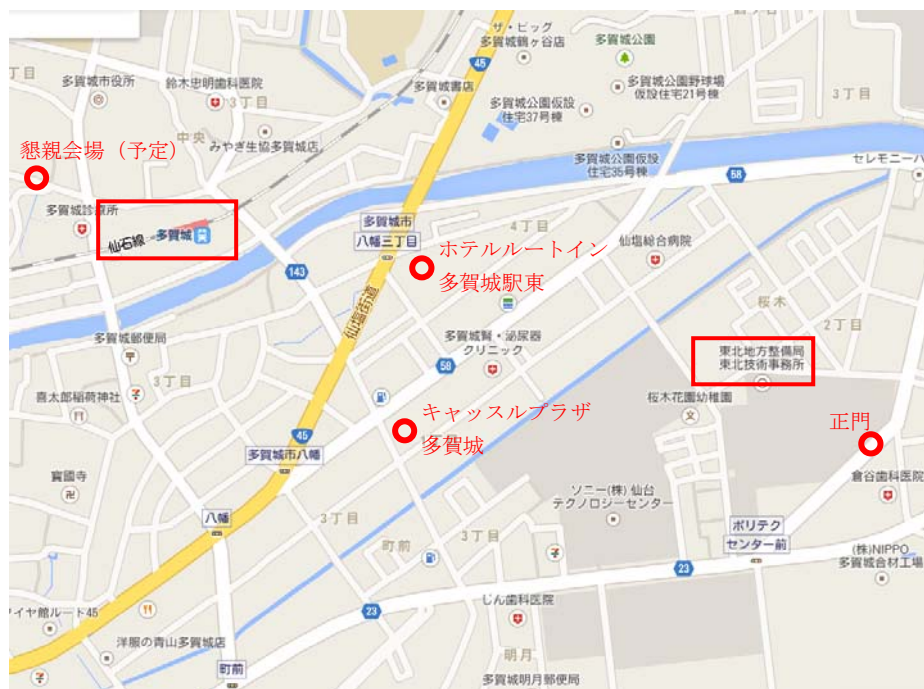 ザ・ビッグ
多賀城鶴ヶ谷店
多賀城公園
45
丁目
多賀城市役所
鈴木忠明歯科医院
3丁目
多賀城書店
多賀城公園野球場
仮設住宅21号棟
3丁目
多賀城公園仮設
住宅37号棟
中央
みやぎ生協多賀城店
懇親会場（予定）
多賀城公園仮設
住宅35号棟
セレモニーハ
58
多賀城診療所
仙石線
多賀城
多賀城市
八幡三丁目
4丁目
仙塩総合病院
ホテルルートイン
多賀城駅東
143
仙塩街道
桜木
2丁目
多賀城郵便局
多賀城腎・泌尿器
クリニック
58
東北地方整備局
東北技術事務所
3丁目
喜太郎稲荷神社
キャッスルプラザ
多賀城
桜木花園幼稚園
正門
45
多賀城市八幡
寶國寺
倉谷歯科医院
ソニー(株) 仙台
テクノロジーセンター
八幡
3丁目
町前
3丁目
ポリテク
センター前
(株)NIPPO
多賀城合材工場
23
じん歯科医院
23
イヤ館ルート45
洋服の青山多賀城店
町前
明月
多賀城明月郵便局